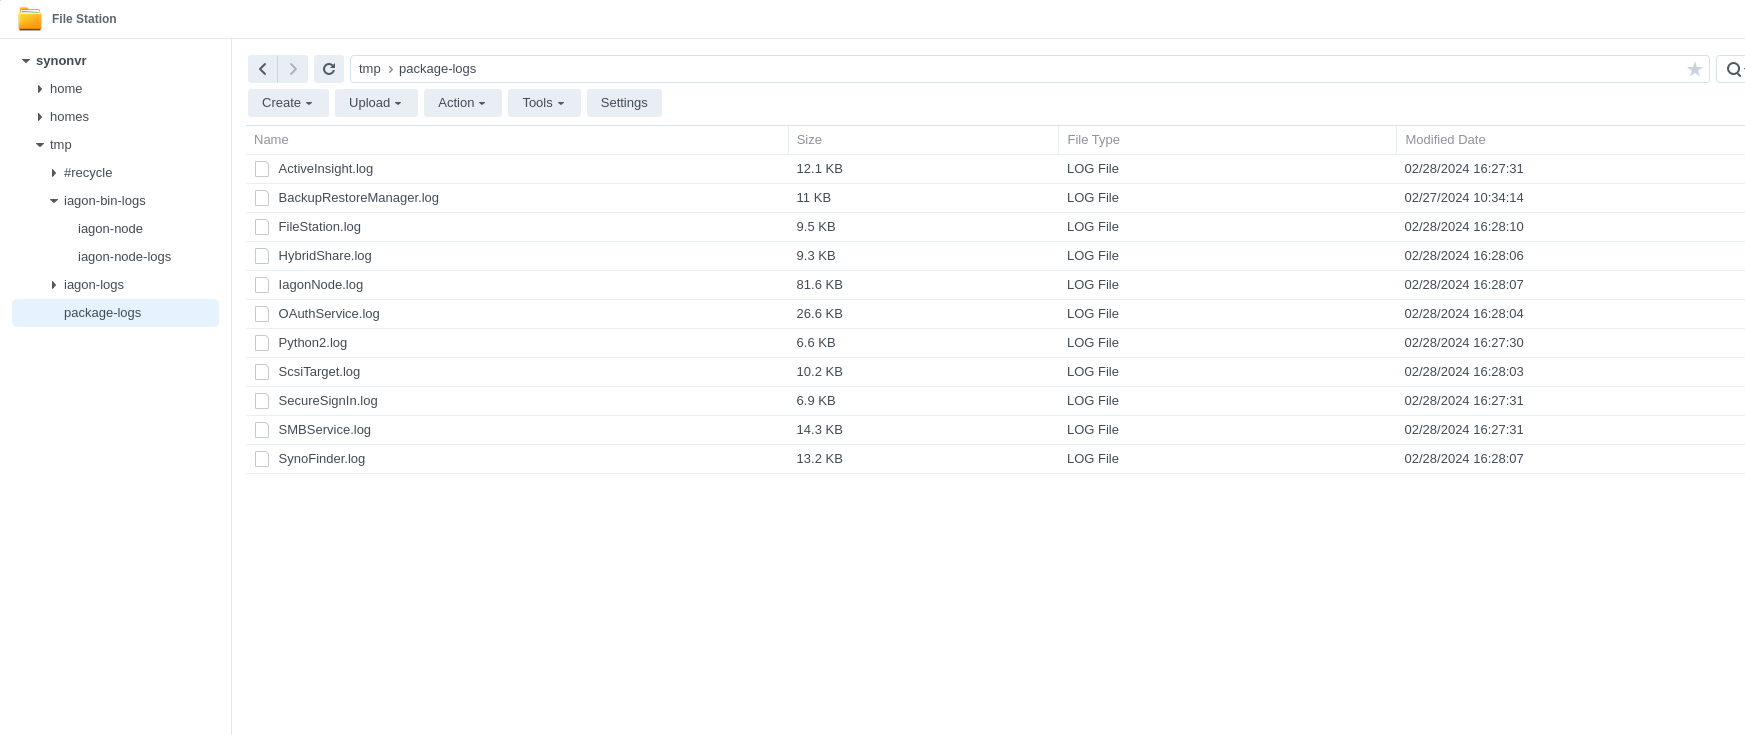 File Station
synonvr
home
homes
tmp
#recycle
iagon-bin-logs
iagon-node
iagon-node-logs
iagon-logs
package-logs
tmp > package-logs
Create Upload Action Tools Settings
Name Size File Type Modified Date
ActiveInsight.log 12.1 KB LOG File 02/28/2024 16:27:31
BackupRestoreManager.log 11 KB LOG File 02/27/2024 10:34:14
FileStation.log 9.5 KB LOG File 02/28/2024 16:28:10
HybridShare.log 9.3 KB LOG File 02/28/2024 16:28:06
IagonNode.log 81.6 KB LOG File 02/28/2024 16:28:07
OAuthService.log 26.6 KB LOG File 02/28/2024 16:28:04
Python2.log 6.6 KB LOG File 02/28/2024 16:27:30
ScsiTarget.log 10.2 KB LOG File 02/28/2024 16:28:03
SecureSignIn.log 6.9 KB LOG File 02/28/2024 16:27:31
SMBService.log 14.3 KB LOG File 02/28/2024 16:27:31
SynoFinder.log 13.2 KB LOG File 02/28/2024 16:28:07